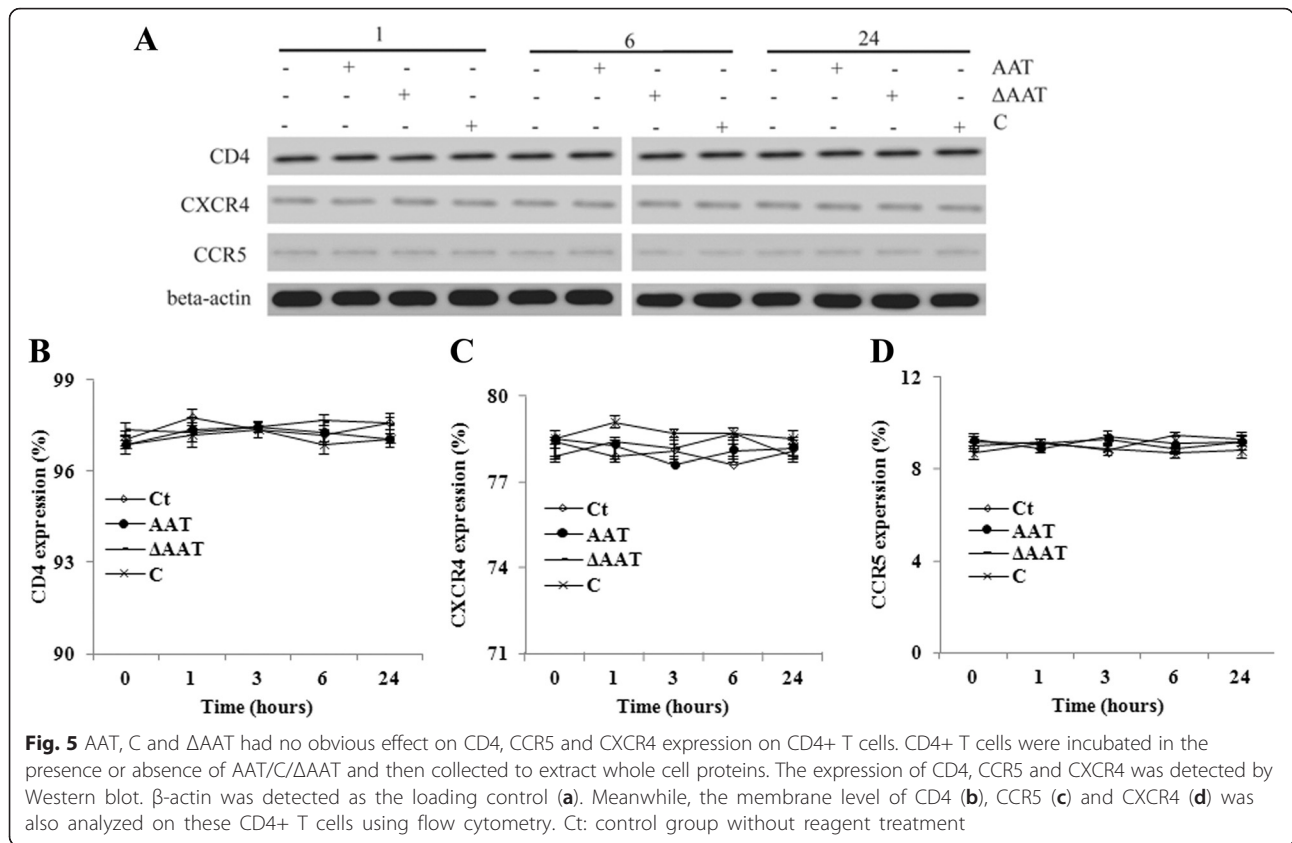 A
1 6 24
- + - - - + - - - + - - AAT
- - + - - - + - - - + - ΔAAT
- - - + - - - + - - - + C
CD4
CXCR4
CCR5
beta-actin
B
99
96
93
90
CD4 expression (%)
Ct
AAT
ΔAAT
C
0 1 3 6 24
Time (hours)
C
80
77
74
71
CXCR4 expression (%)
Ct
AAT
ΔAAT
C
0 1 3 6 24
Time (hours)
D
12
8
4
0
CCR5 experssion (%)
Ct
AAT
ΔAAT
C
0 1 3 6 24
Time (hours)
Fig. 5 AAT, C and ΔAAT had no obvious effect on CD4, CCR5 and CXCR4 expression on CD4+ T cells. CD4+ T cells were incubated in the
presence or absence of AAT/C/ΔAAT and then collected to extract whole cell proteins. The expression of CD4, CCR5 and CXCR4 was detected by
Western blot. β-actin was detected as the loading control (a). Meanwhile, the membrane level of CD4 (b), CCR5 (c) and CXCR4 (d) was
also analyzed on these CD4+ T cells using flow cytometry. Ct: control group without reagent treatment